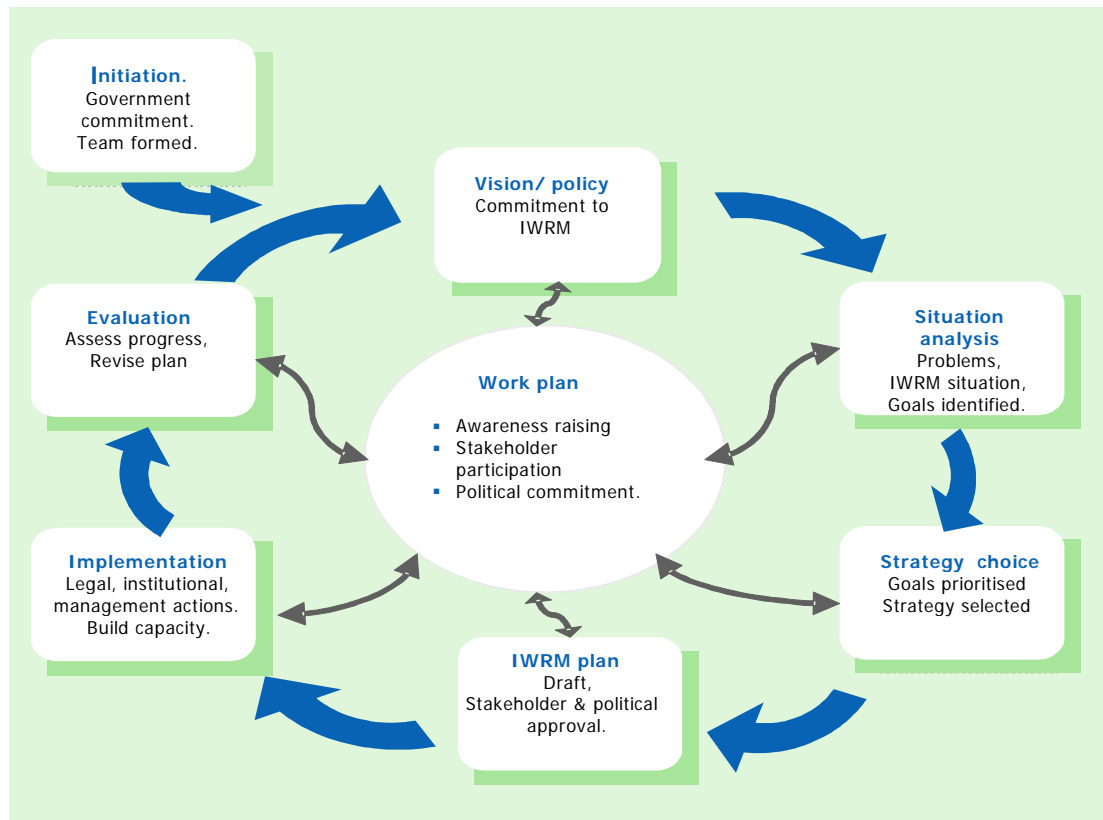 Initiation.
Government
commitment.
Team formed.
Vision/ policy
Commitment to
IWRM
Evaluation
Assess progress,
Revise plan
Situation
analysis
Problems,
IWRM situation,
Goals identified.
Work plan
▪ Awareness raising
▪ Stakeholder
participation
▪ Political commitment.
Implementation
Legal, institutional,
management actions.
Build capacity.
Strategy choice
Goals prioritised
Strategy selected
IWRM plan
Draft,
Stakeholder & political
approval.